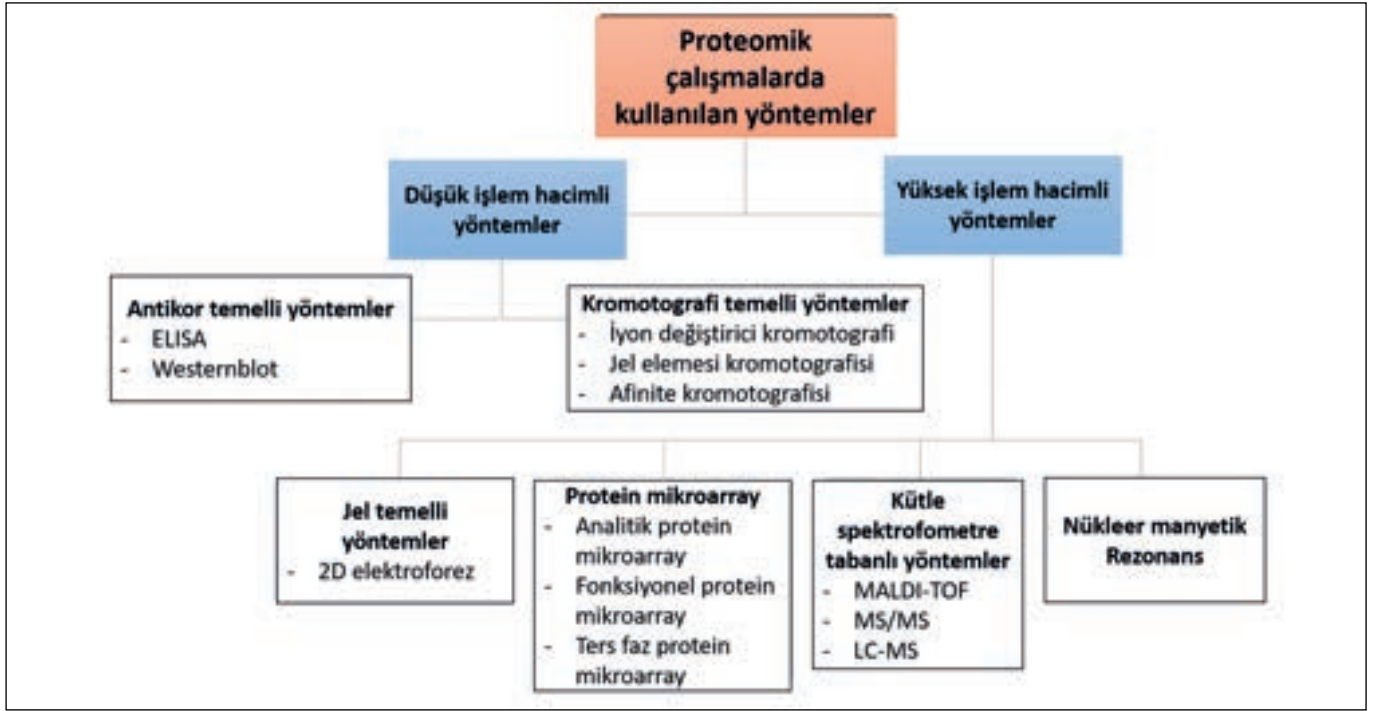 Proteomik
çalışmalarda
kullanılan yöntemler
Düşük işlem hacimli
yöntemler
Yüksek işlem hacimli
yöntemler
Antikor temelli yöntemler
- ELISA
- Westernblot
Kromotografi temelli yöntemler
- İyon değiştirici kromotografi
- Jel elemesi kromotografisi
- Afinite kromotografisi
Jel temelli
yöntemler
- 2D elektroforez
Protein mikroarray
- Analitik protein
mikroarray
- Fonksiyonel protein
mikroarray
- Ters faz protein
mikroarray
Kütle
spektrofometre
tabanlı yöntemler
- MALDI-TOF
- MS/MS
- LC-MS
Nükleer manyetik
Rezonans